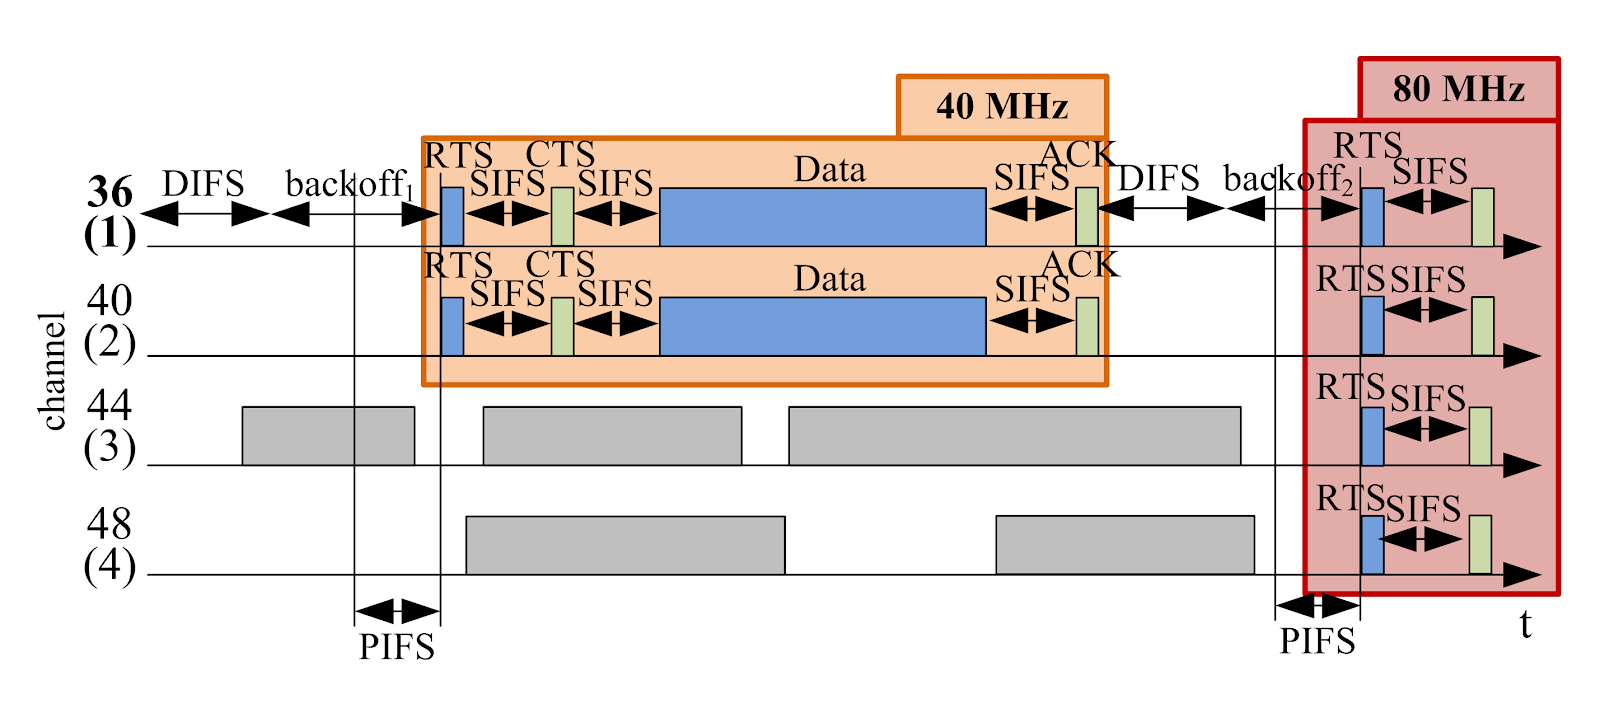 40 MHz
80 MHz
RTS CTS Data ACK RTS
36 DIFS backoff1 SIFS SIFS SIFS DIFS backoff2 SIFS
(1)
RTS CTS Data ACK
40 SIFS SIFS SIFS RTS SIFS
(2)
channel
44 RTS SIFS
(3)
48 RTS SIFS
(4)
PIFS PIFS t